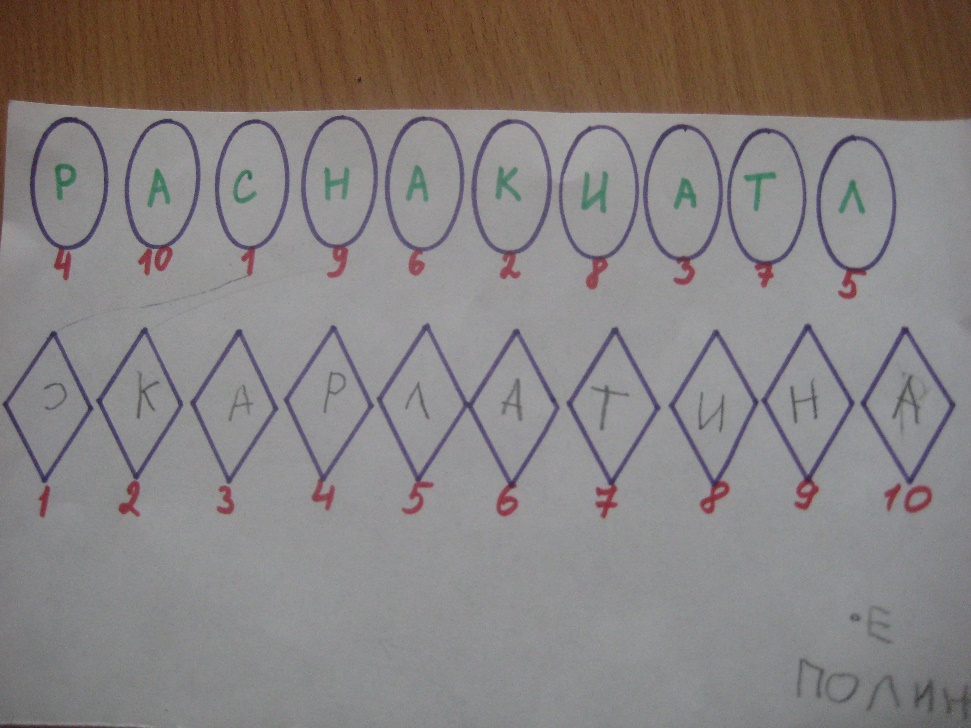 Р А С Н А К И А Т Л
4 10 1 9 6 2 8 3 7 5
С К А Р Л А Т И Н А
1 2 3 4 5 6 7 8 9 10
Е
ПОЛИН